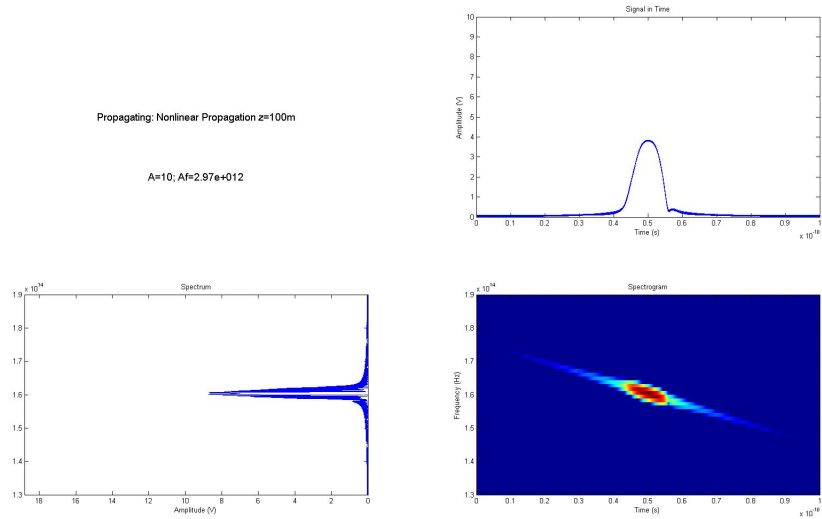 Signal in Time
10
9
8
7
6
5
4
3
2
1
0
Amplitude (V)
0 0.1 0.2 0.3 0.4 0.5 0.6 0.7 0.8 0.9 1
Time (s)
x 10^-10
Propagating: Nonlinear Propagation z=100m
A=10; Af=2.97e+012
Spectrum
x 10^14
1.9
1.8
1.7
1.6
1.5
1.4
1.3
18 16 14 12 10 8 6 4 2 0
Amplitude (V)
Spectrogram
x 10^14
1.9
1.8
1.7
1.6
1.5
1.4
1.3
Frequency (Hz)
0 0.1 0.2 0.3 0.4 0.5 0.6 0.7 0.8 0.9 1
Time (s)
x 10^-10